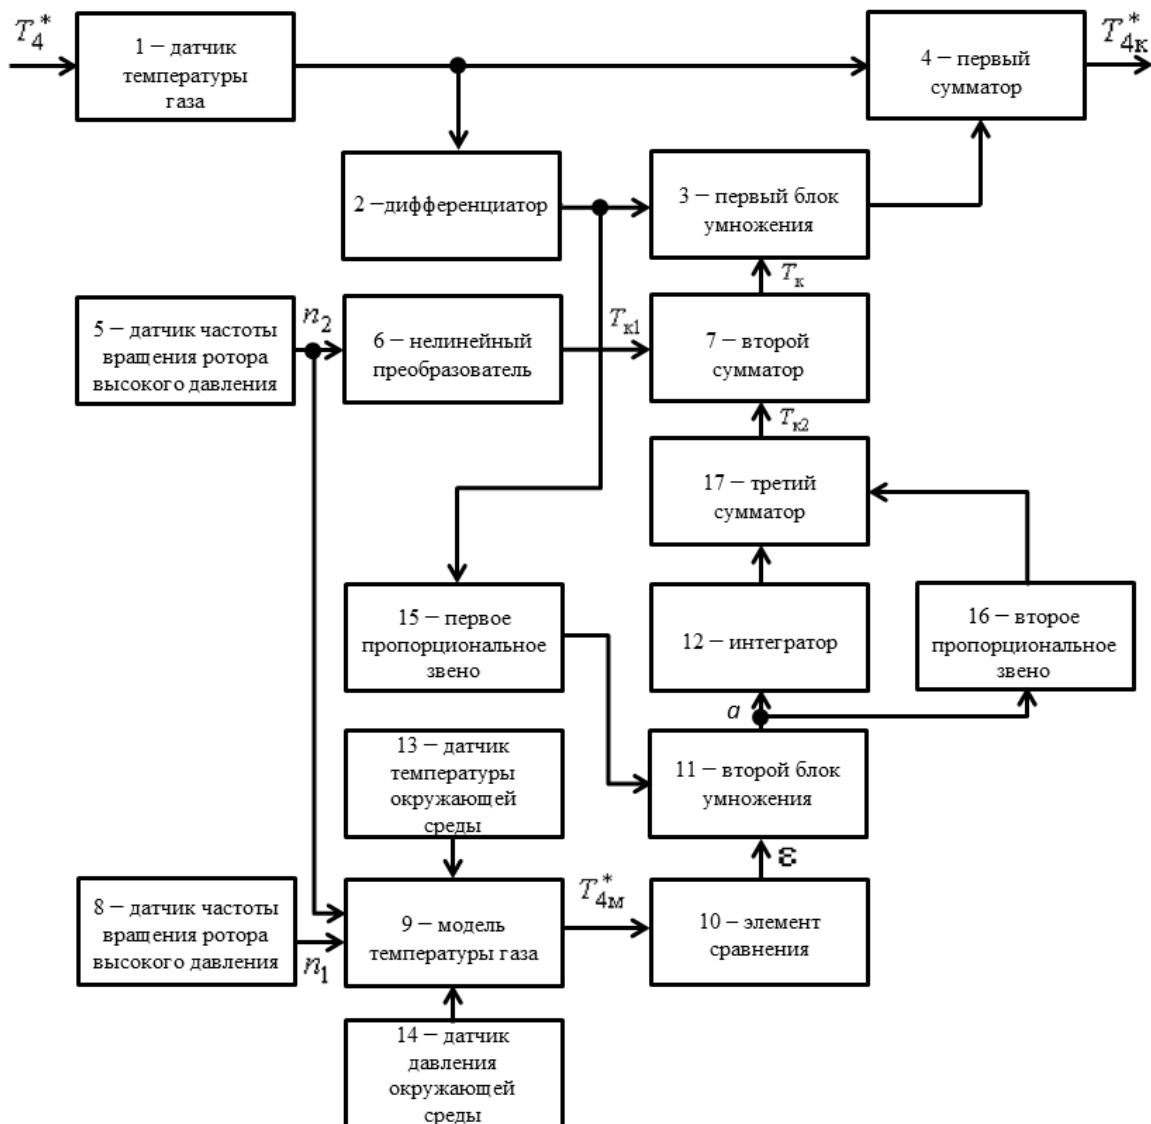 T₄*
1 – датчик
температуры
газа
4 – первый
сумматор
T₄ₖ*
2 –дифференциатор
3 – первый блок
умножения
Tк
5 – датчик частоты
вращения ротора
высокого давления
n₂
6 – нелинейный
преобразователь
Tк1
7 – второй
сумматор
Tк2
17 – третий
сумматор
15 – первое
пропорциональное
звено
12 – интегратор
16 – второе
пропорциональное
звено
a
13 – датчик
температуры
окружающей
среды
11 – второй блок
умножения
ε
8 – датчик частоты
вращения ротора
высокого давления
n₁
9 – модель
температуры газа
T₄м*
10 – элемент
сравнения
14 – датчик
давления
окружающей
среды